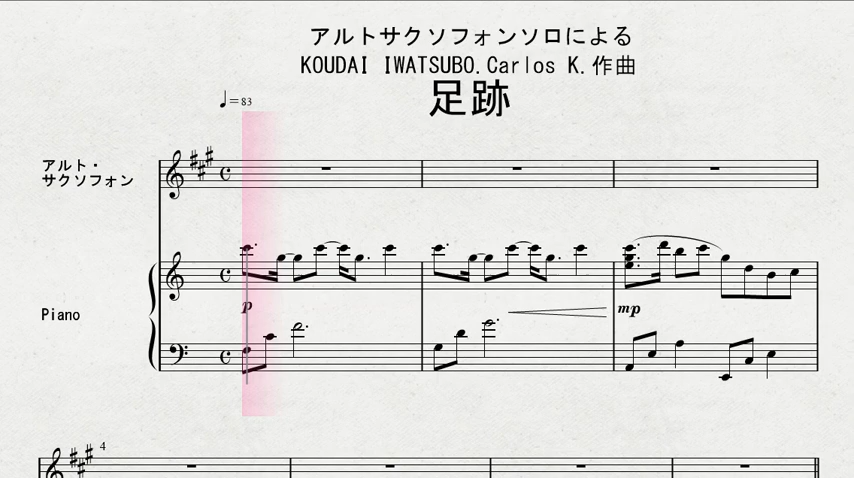 アルトサクソフォンソロによる
KOUDAI IWATSUBO.Carlos K.作曲
足跡
♩=83
アルト・
サクソフォン
p
mp
Piano
4